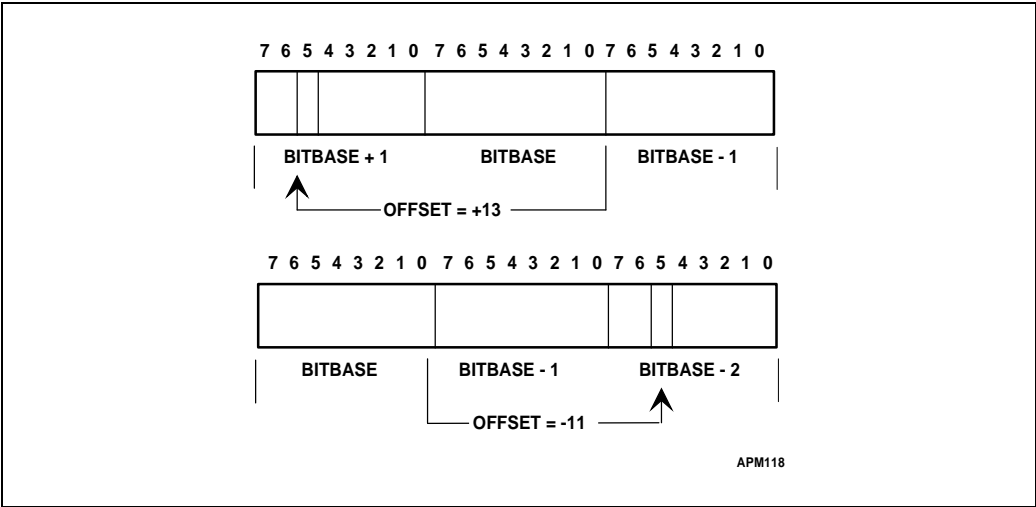 7 6 5 4 3 2 1 0 7 6 5 4 3 2 1 0 7 6 5 4 3 2 1 0
BITBASE + 1 BITBASE BITBASE - 1
OFFSET = +13
7 6 5 4 3 2 1 0 7 6 5 4 3 2 1 0 7 6 5 4 3 2 1 0
BITBASE BITBASE - 1 BITBASE - 2
OFFSET = -11
APM118